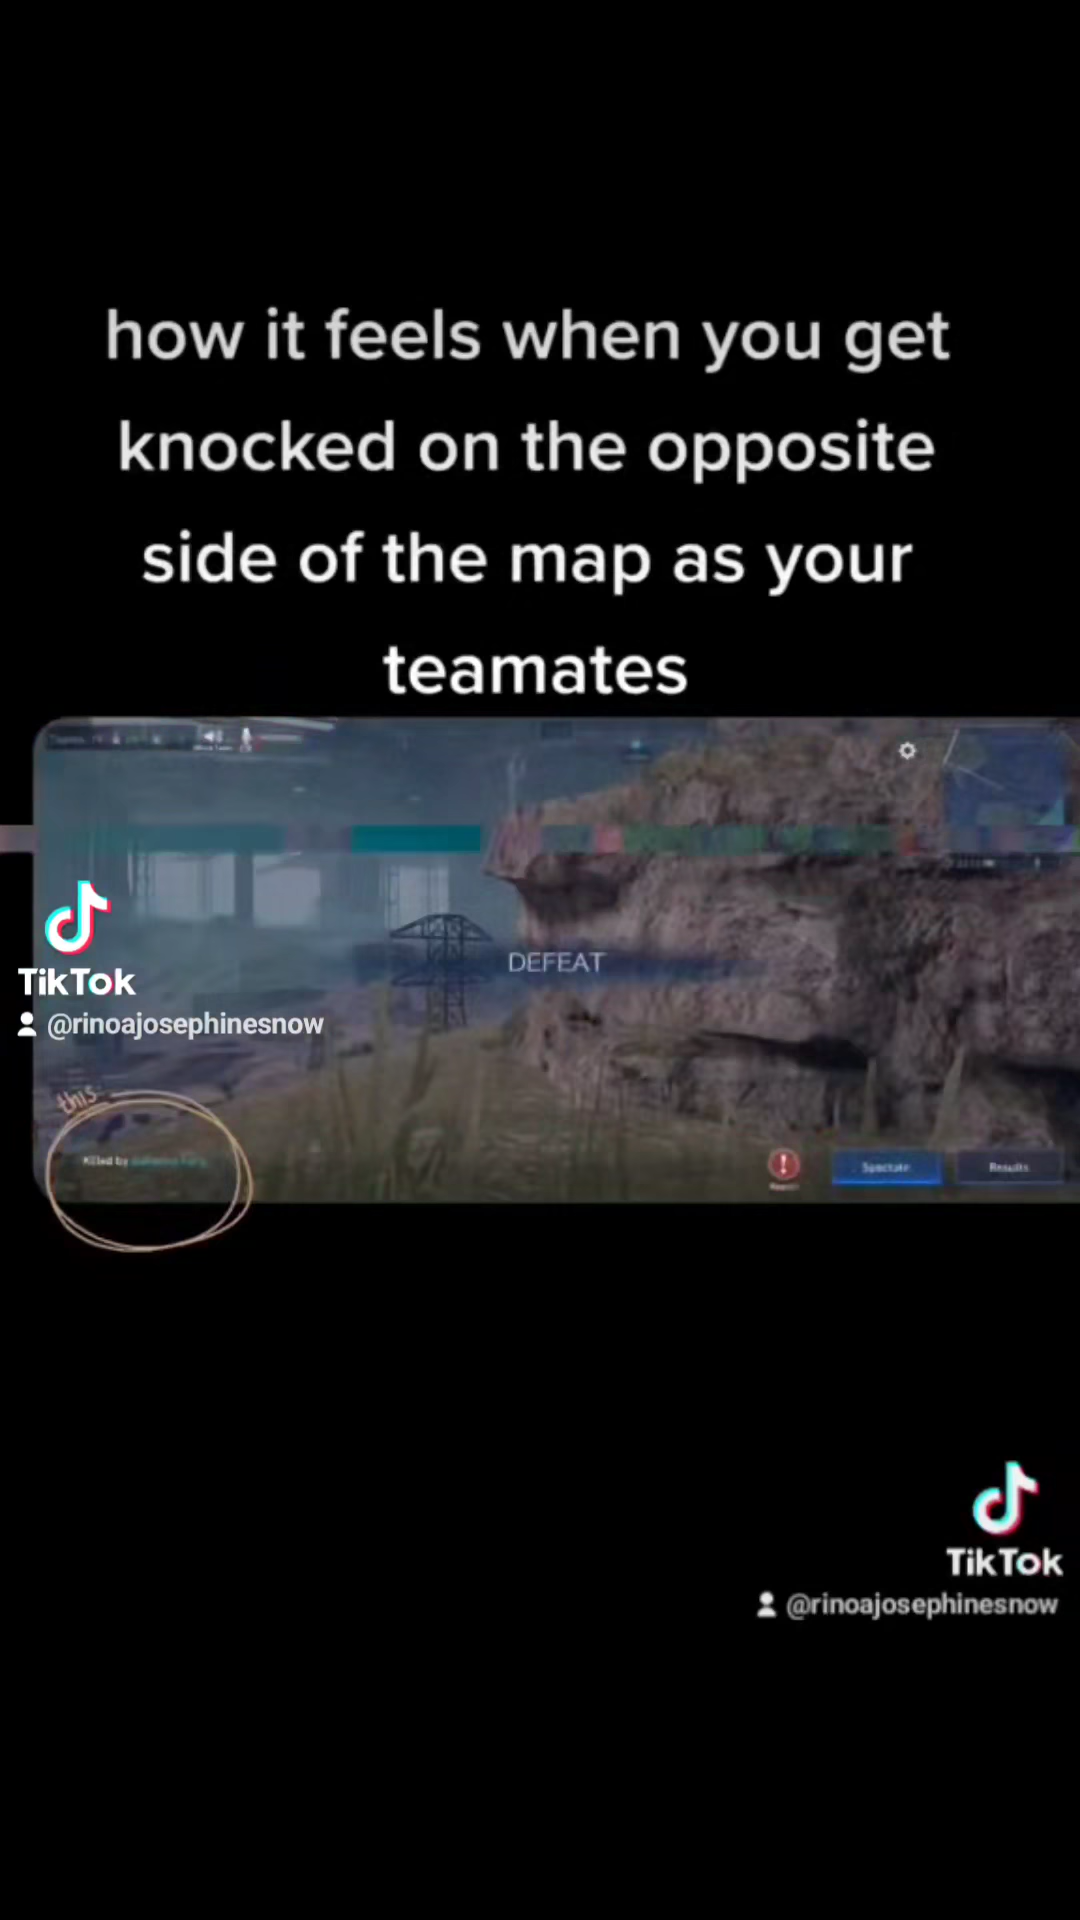 how it feels when you get
knocked on the opposite
side of the map as your
teamates
DEFEAT
TikTok
@rinoajosephinesnow
this
Killed by
Spectate
Results
TikTok
@rinoajosephinesnow